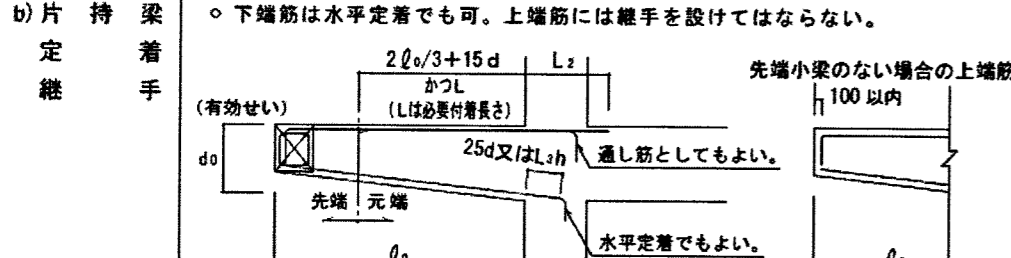 b) 片持梁
定着
継手
○ 下端筋は水平定着でも可。上端筋には継手を設けてはならない。
2ℓ₀/3+15d
L₂
かつL
(Lは必要付着長さ)
(有効せい)
d₀
25d又はL₃h
通し筋としてもよい。
先端 元端
水平定着でもよい。
ℓ₀
先端小梁のない場合の上端筋
100以内
ℓ₀